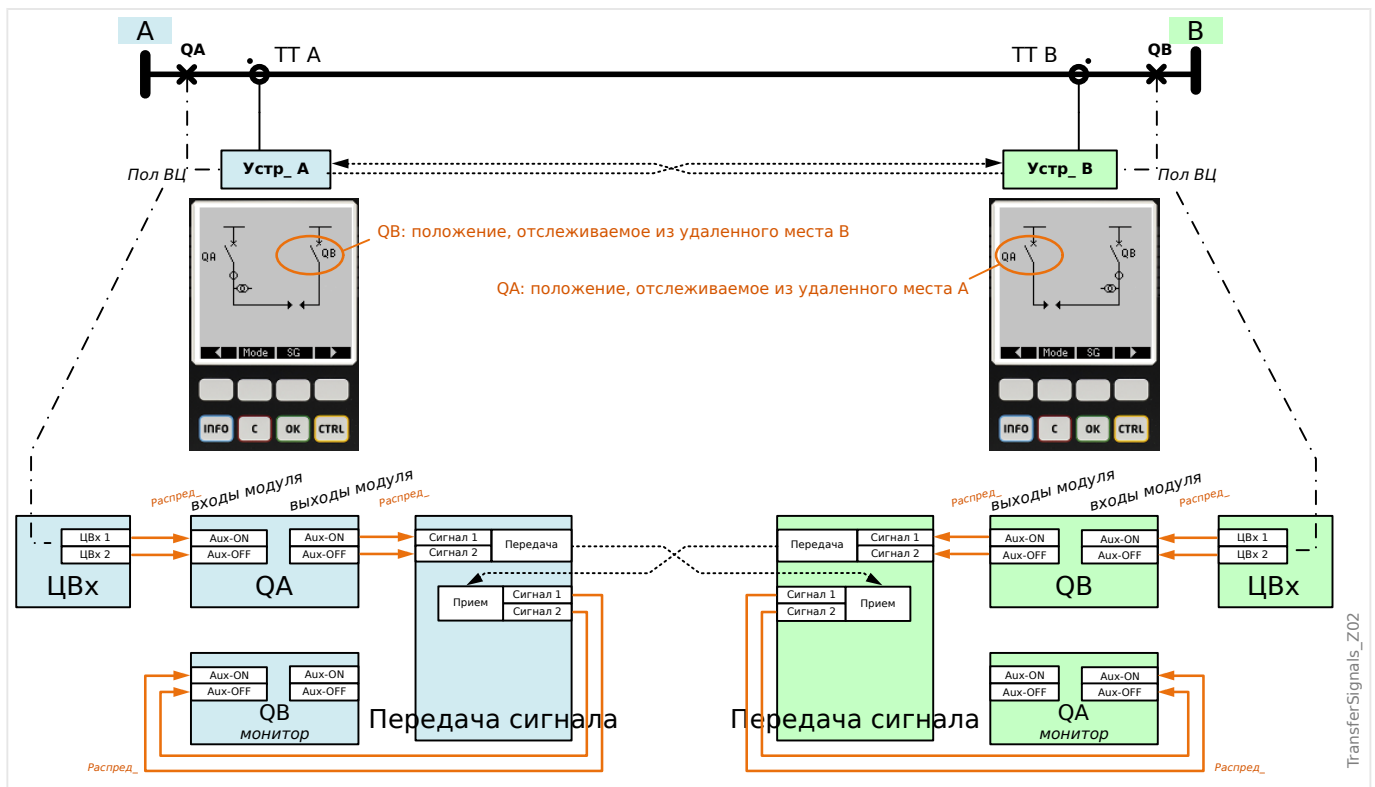 A
B
QA
ТТ A
ТТ B
QB
Пол ВЦ
Устр_ A
Устр_ B
Пол ВЦ
QB: положение, отслеживаемое из удаленного места B
QA: положение, отслеживаемое из удаленного места A
QA
QB
Mode
SG
INFO
C
OK
CTRL
QA
QB
Mode
SG
INFO
C
OK
CTRL
Распред_
входы модуля
выходы модуля
Распред_
Распред_
выходы модуля
входы модуля
Распред_
ЦВх 1
ЦВх 2
ЦВх
Aux-ON
Aux-OFF
Aux-ON
Aux-OFF
QA
Сигнал 1
Сигнал 2
Передача
Прием
Сигнал 1
Сигнал 2
Передача сигнала
Передача
Сигнал 1
Сигнал 2
Сигнал 1
Сигнал 2
Прием
Передача сигнала
Aux-ON
Aux-OFF
Aux-ON
Aux-OFF
QB
ЦВх 1
ЦВх 2
ЦВх
Aux-ON
Aux-OFF
Aux-ON
Aux-OFF
QB
монитор
Aux-ON
Aux-OFF
Aux-ON
Aux-OFF
QA
монитор
Распред_
Распред_
TransferSignals_Z02